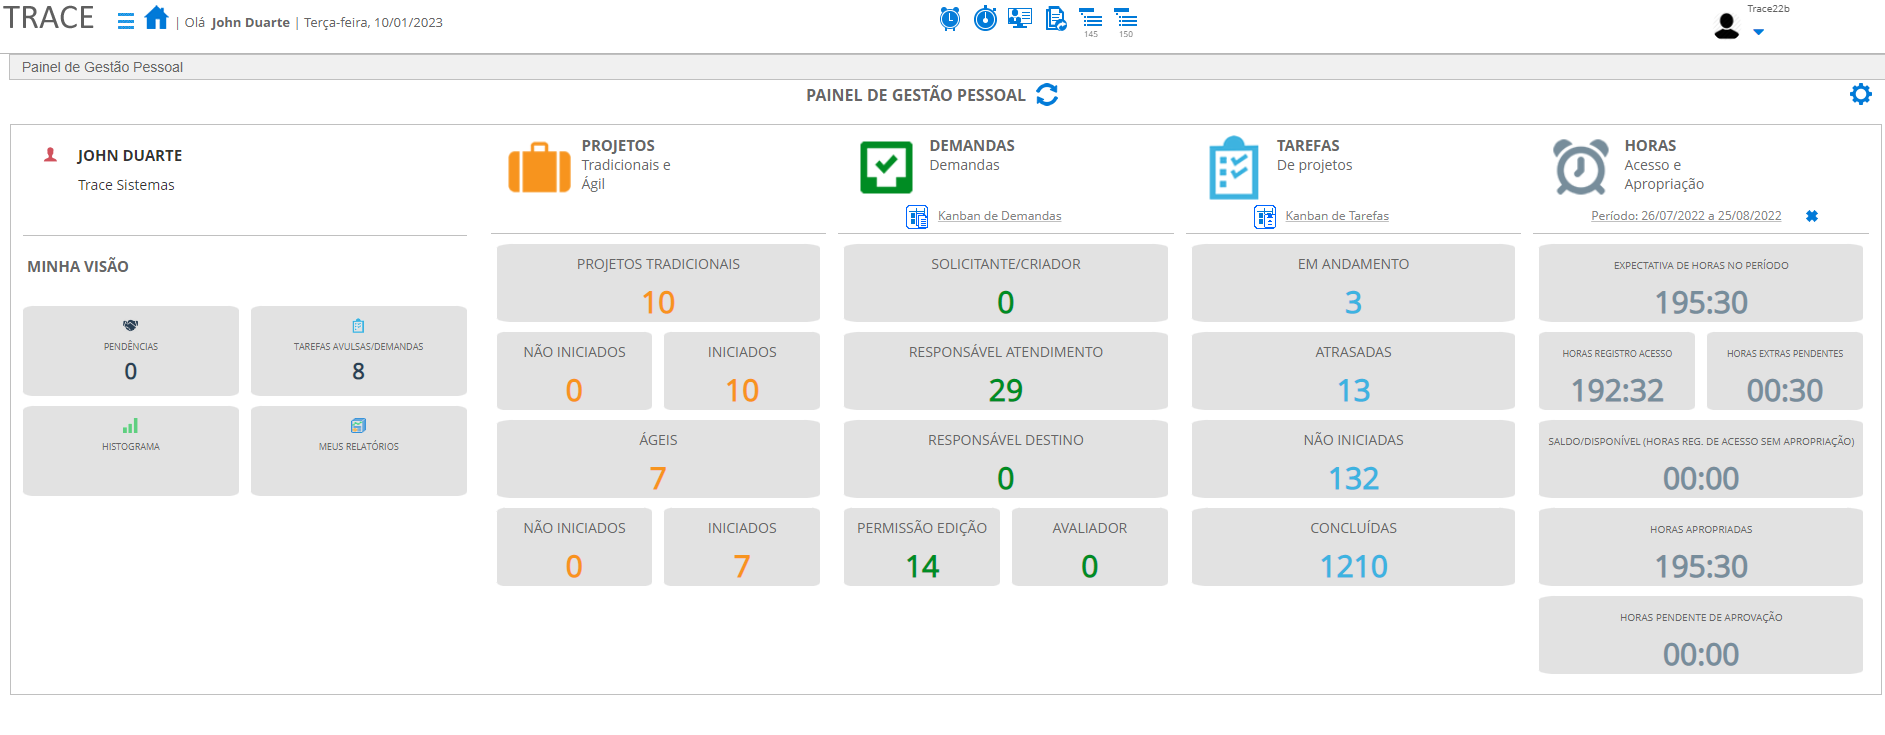 TRACE
| Olá John Duarte | Terça-feira, 10/01/2023
145
150
Trace22b
Painel de Gestão Pessoal
PAINEL DE GESTÃO PESSOAL
JOHN DUARTE
Trace Sistemas
MINHA VISÃO
PENDÊNCIAS
0
TAREFAS AVULSAS/DEMANDAS
8
HISTOGRAMA
MEUS RELATÓRIOS
PROJETOS
Tradicionais e
Ágil
PROJETOS TRADICIONAIS
10
NÃO INICIADOS
0
INICIADOS
10
ÁGEIS
7
NÃO INICIADOS
0
INICIADOS
7
DEMANDAS
Demandas
Kanban de Demandas
SOLICITANTE/CRIADOR
0
RESPONSÁVEL ATENDIMENTO
29
RESPONSÁVEL DESTINO
0
PERMISSÃO EDIÇÃO
14
AVALIADOR
0
TAREFAS
De projetos
Kanban de Tarefas
EM ANDAMENTO
3
ATRASADAS
13
NÃO INICIADAS
132
CONCLUÍDAS
1210
HORAS
Acesso e
Apropriação
Período: 26/07/2022 a 25/08/2022
EXPECTATIVA DE HORAS NO PERÍODO
195:30
HORAS REGISTRO ACESSO
192:32
HORAS EXTRAS PENDENTES
00:30
SALDO/DISPONÍVEL (HORAS REG. DE ACESSO SEM APROPRIAÇÃO)
00:00
HORAS APROPRIADAS
195:30
HORAS PENDENTE DE APROVAÇÃO
00:00